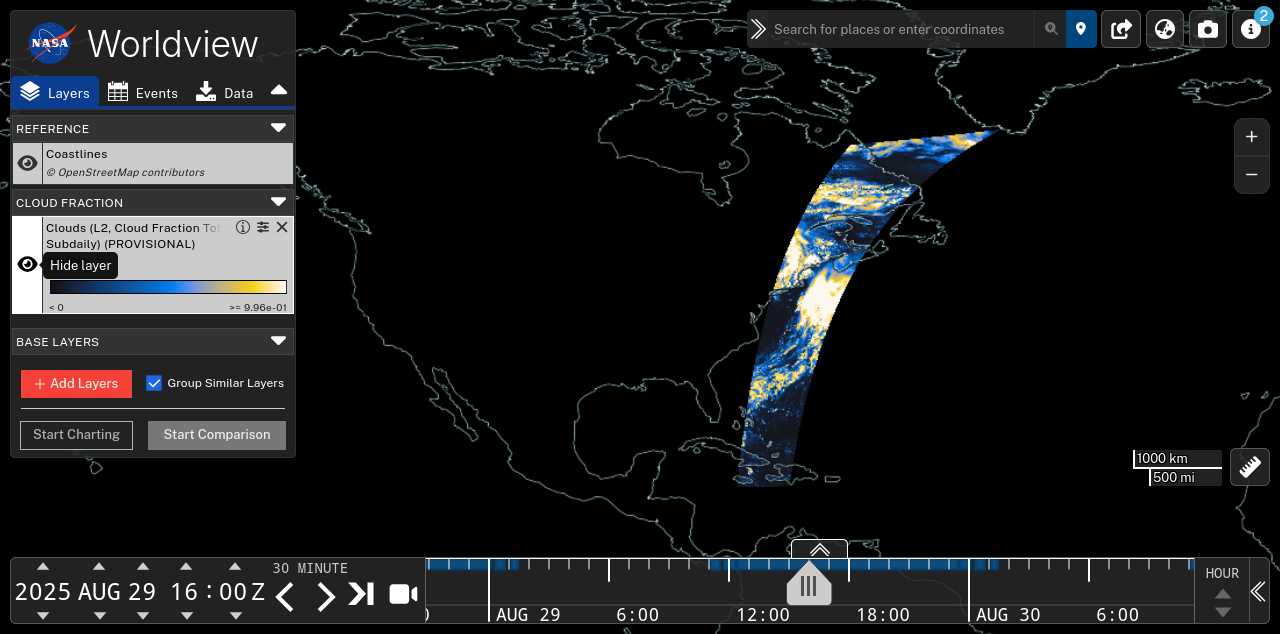 NASA
Worldview
Search for places or enter coordinates
2
Layers
Events
Data
REFERENCE
Coastlines
© OpenStreetMap contributors
CLOUD FRACTION
Clouds (L2, Cloud Fraction Tot
Subdaily) (PROVISIONAL)
Hide layer
< 0
>= 9.96e-01
BASE LAYERS
+ Add Layers
Group Similar Layers
Start Charting
Start Comparison
+
−
1000 km
500 mi
2025 AUG 29 16 : 00 Z
30 MINUTE
AUG 29
6:00
12:00
18:00
AUG 30
6:00
HOUR